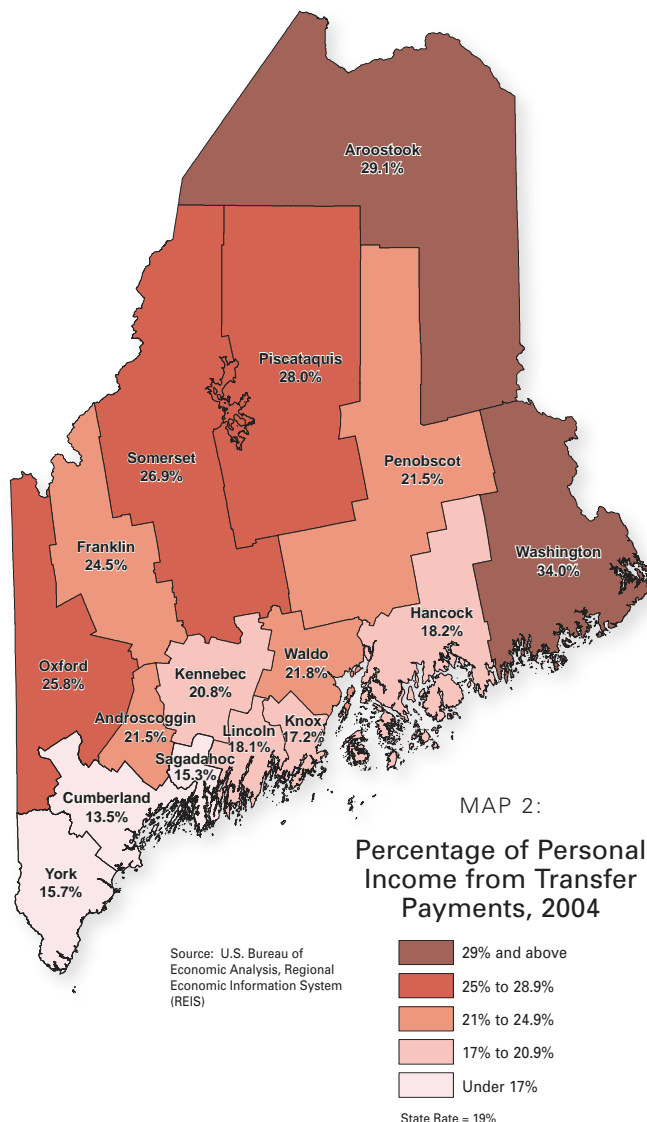 Aroostook
29.1%
Piscataquis
28.0%
Somerset
26.9%
Penobscot
21.5%
Franklin
24.5%
Washington
34.0%
Hancock
18.2%
Oxford
25.8%
Kennebec
20.8%
Waldo
21.8%
Androscoggin
21.5%
Lincoln
18.1%
Knox
17.2%
Sagadahoc
15.3%
Cumberland
13.5%
York
15.7%
MAP 2:
Percentage of Personal
Income from Transfer
Payments, 2004
Source: U.S. Bureau of
Economic Analysis, Regional
Economic Information System
(REIS)
29% and above
25% to 28.9%
21% to 24.9%
17% to 20.9%
Under 17%
State Rate = 19%